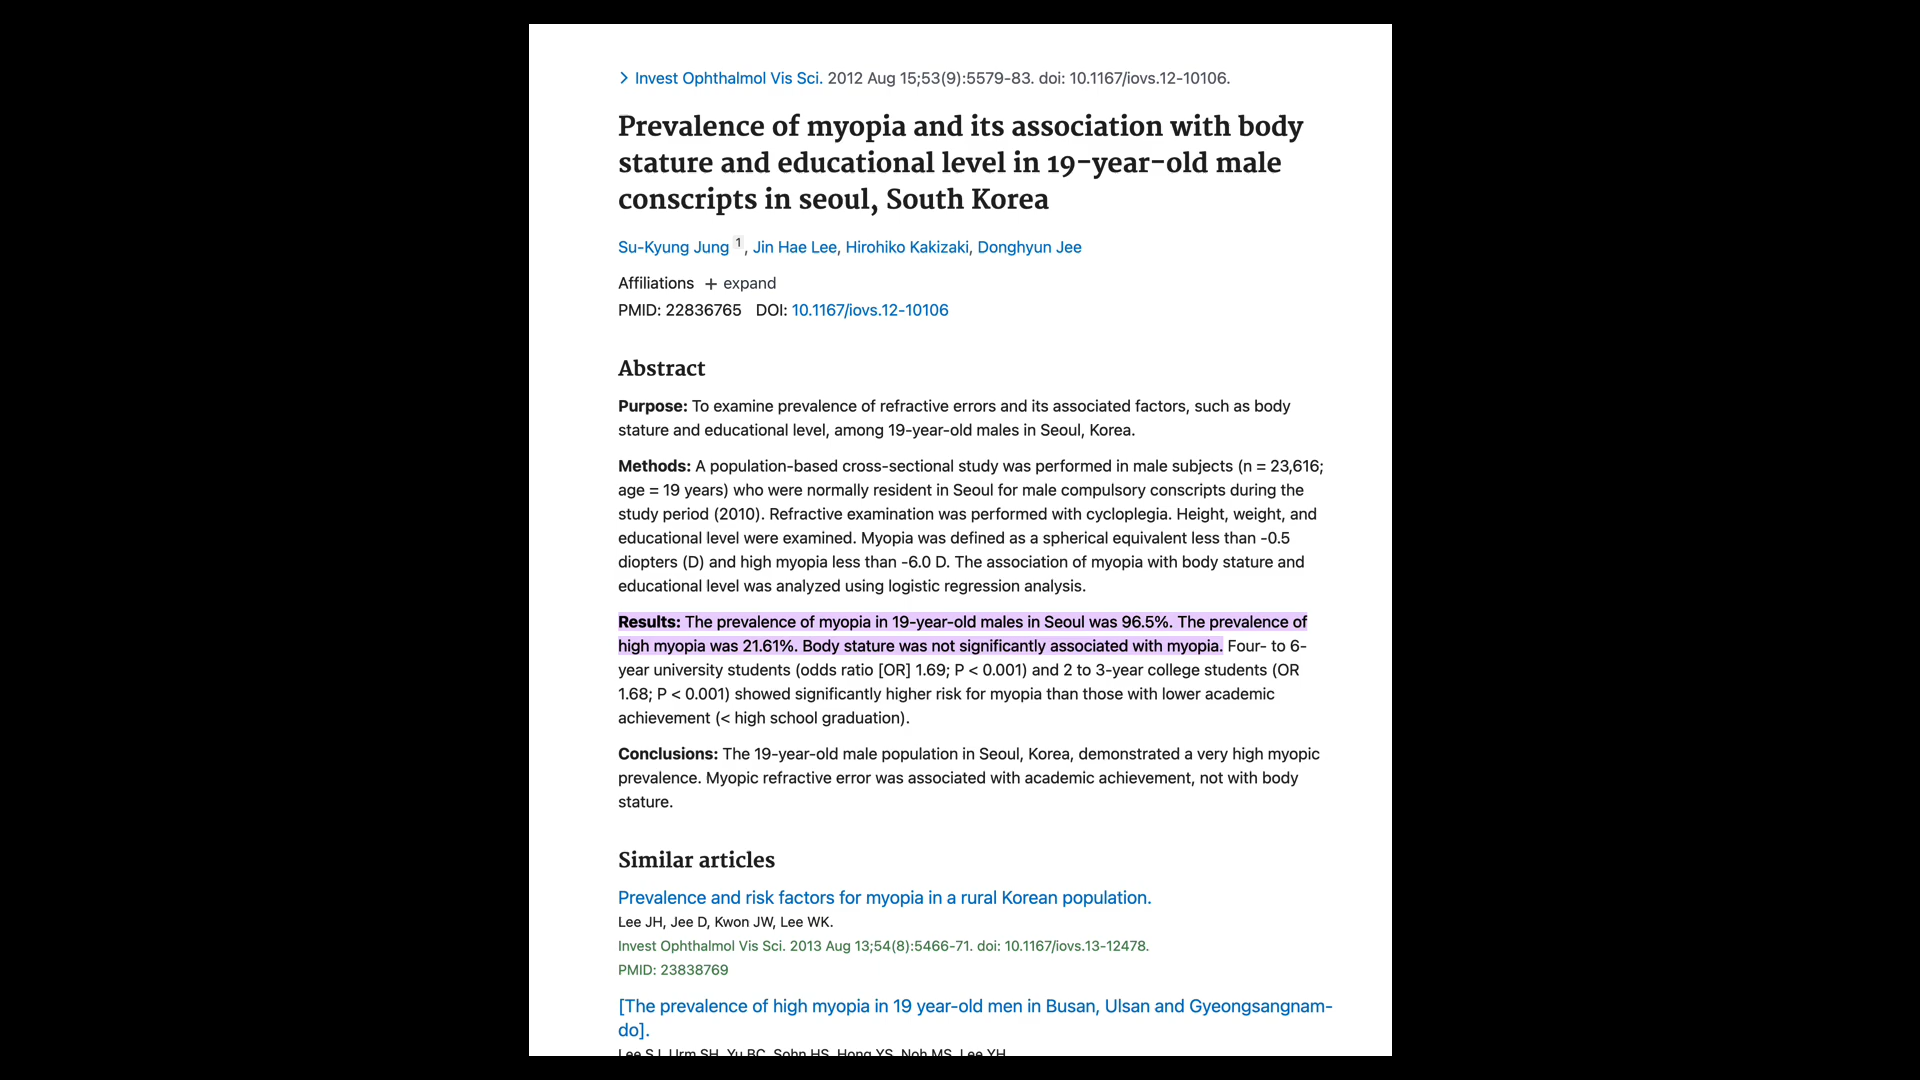 > Invest Ophthalmol Vis Sci. 2012 Aug 15;53(9):5579-83. doi: 10.1167/iovs.12-10106.
Prevalence of myopia and its association with body
stature and educational level in 19-year-old male
conscripts in seoul, South Korea
Su-Kyung Jung 1, Jin Hae Lee, Hirohiko Kakizaki, Donghyun Jee
Affiliations + expand
PMID: 22836765 DOI: 10.1167/iovs.12-10106
Abstract
Purpose: To examine prevalence of refractive errors and its associated factors, such as body
stature and educational level, among 19-year-old males in Seoul, Korea.
Methods: A population-based cross-sectional study was performed in male subjects (n = 23,616;
age = 19 years) who were normally resident in Seoul for male compulsory conscripts during the
study period (2010). Refractive examination was performed with cycloplegia. Height, weight, and
educational level were examined. Myopia was defined as a spherical equivalent less than -0.5
diopters (D) and high myopia less than -6.0 D. The association of myopia with body stature and
educational level was analyzed using logistic regression analysis.
Results: The prevalence of myopia in 19-year-old males in Seoul was 96.5%. The prevalence of
high myopia was 21.61%. Body stature was not significantly associated with myopia. Four- to 6-
year university students (odds ratio [OR] 1.69; P < 0.001) and 2 to 3-year college students (OR
1.68; P < 0.001) showed significantly higher risk for myopia than those with lower academic
achievement (< high school graduation).
Conclusions: The 19-year-old male population in Seoul, Korea, demonstrated a very high myopic
prevalence. Myopic refractive error was associated with academic achievement, not with body
stature.
Similar articles
Prevalence and risk factors for myopia in a rural Korean population.
Lee JH, Jee D, Kwon JW, Lee WK.
Invest Ophthalmol Vis Sci. 2013 Aug 13;54(8):5466-71. doi: 10.1167/iovs.13-12478.
PMID: 23838769
[The prevalence of high myopia in 19 year-old men in Busan, Ulsan and Gyeongsangnam-
do].
Lee SJ, Urm SH, Yu BC, Sohn HS, Hong YS, Noh MS, Lee YH.